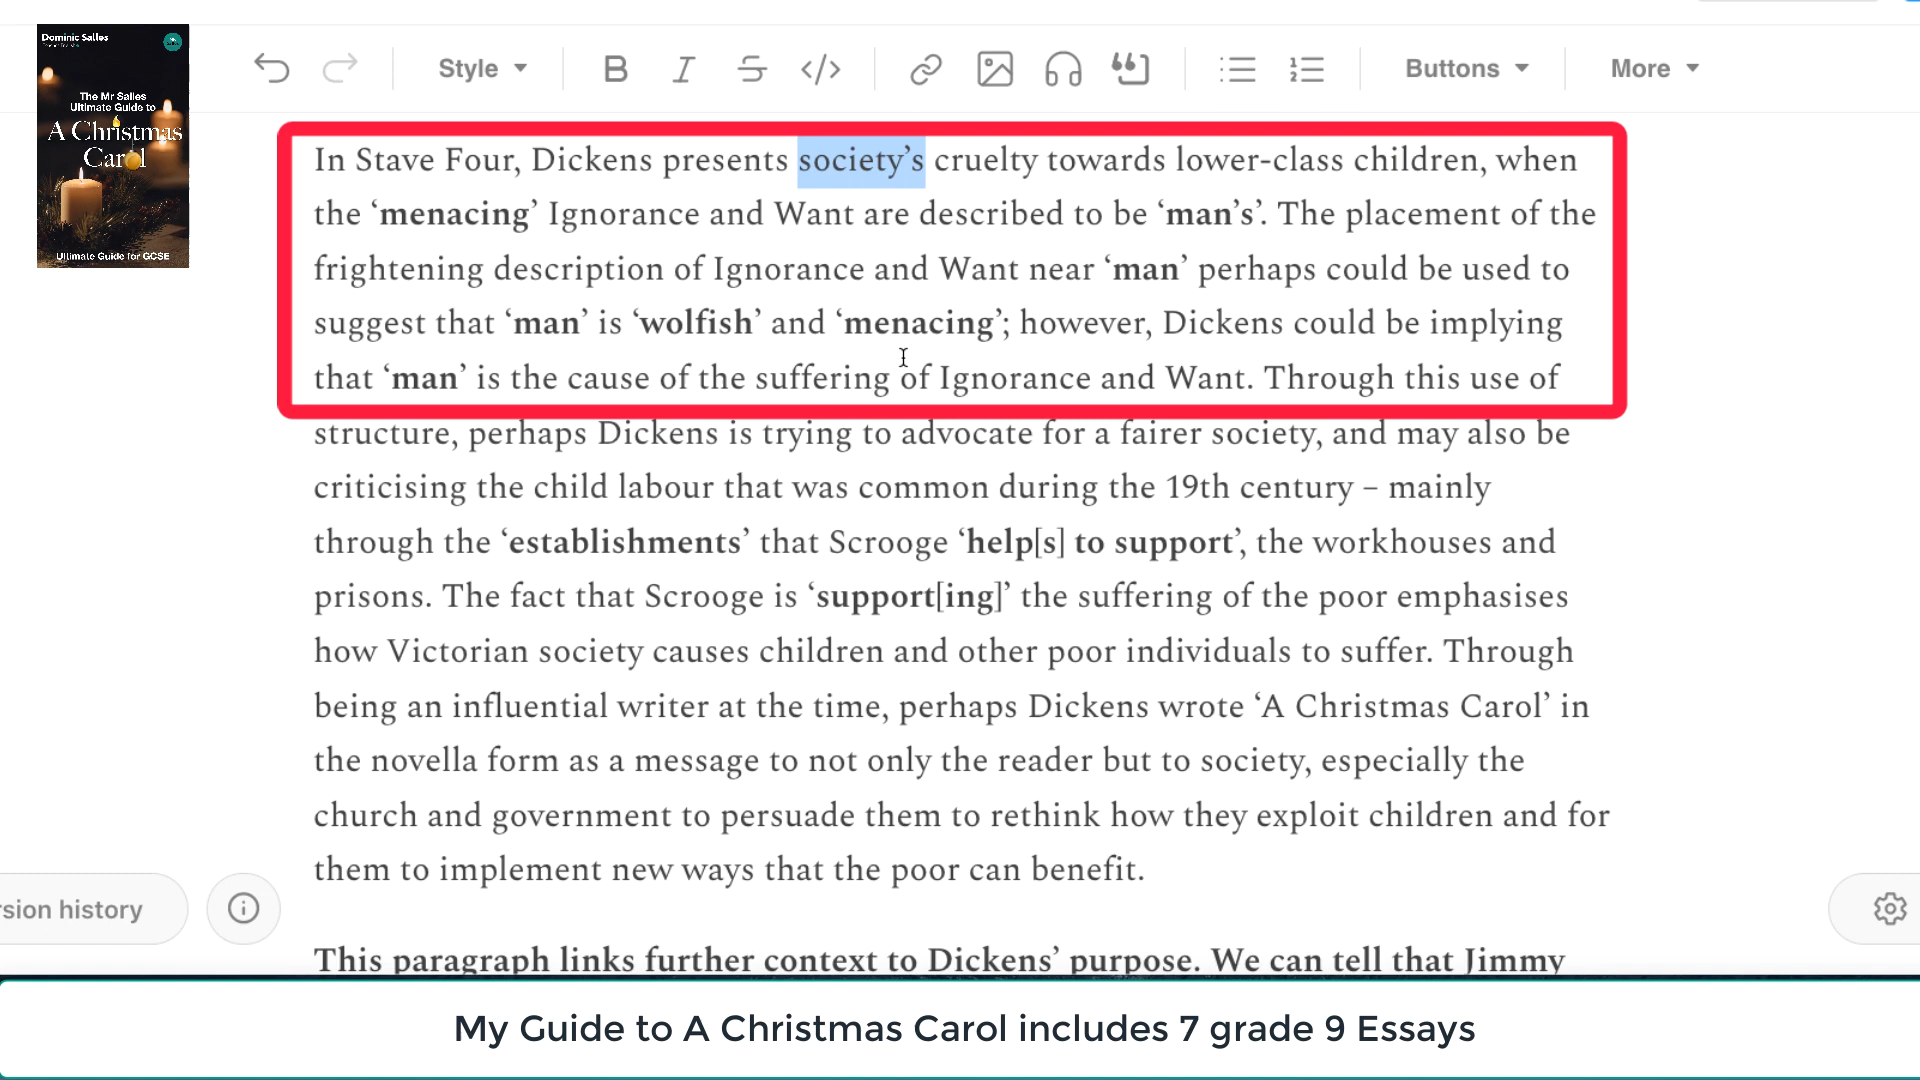 Dominic Salles
The Mr Salles
Ultimate Guide to
A Christmas
Carol
Ultimate Guide for GCSE
Style
B
I
S
</>
Buttons
More
In Stave Four, Dickens presents society’s cruelty towards lower-class children, when
the ‘menacing’ Ignorance and Want are described to be ‘man’s’. The placement of the
frightening description of Ignorance and Want near ‘man’ perhaps could be used to
suggest that ‘man’ is ‘wolfish’ and ‘menacing’; however, Dickens could be implying
that ‘man’ is the cause of the suffering of Ignorance and Want. Through this use of
structure, perhaps Dickens is trying to advocate for a fairer society, and may also be
criticising the child labour that was common during the 19th century – mainly
through the ‘establishments’ that Scrooge ‘help[s] to support’, the workhouses and
prisons. The fact that Scrooge is ‘support[ing]’ the suffering of the poor emphasises
how Victorian society causes children and other poor individuals to suffer. Through
being an influential writer at the time, perhaps Dickens wrote ‘A Christmas Carol’ in
the novella form as a message to not only the reader but to society, especially the
church and government to persuade them to rethink how they exploit children and for
them to implement new ways that the poor can benefit.
rsion history
This paragraph links further context to Dickens’ purpose. We can tell that Jimmy
My Guide to A Christmas Carol includes 7 grade 9 Essays